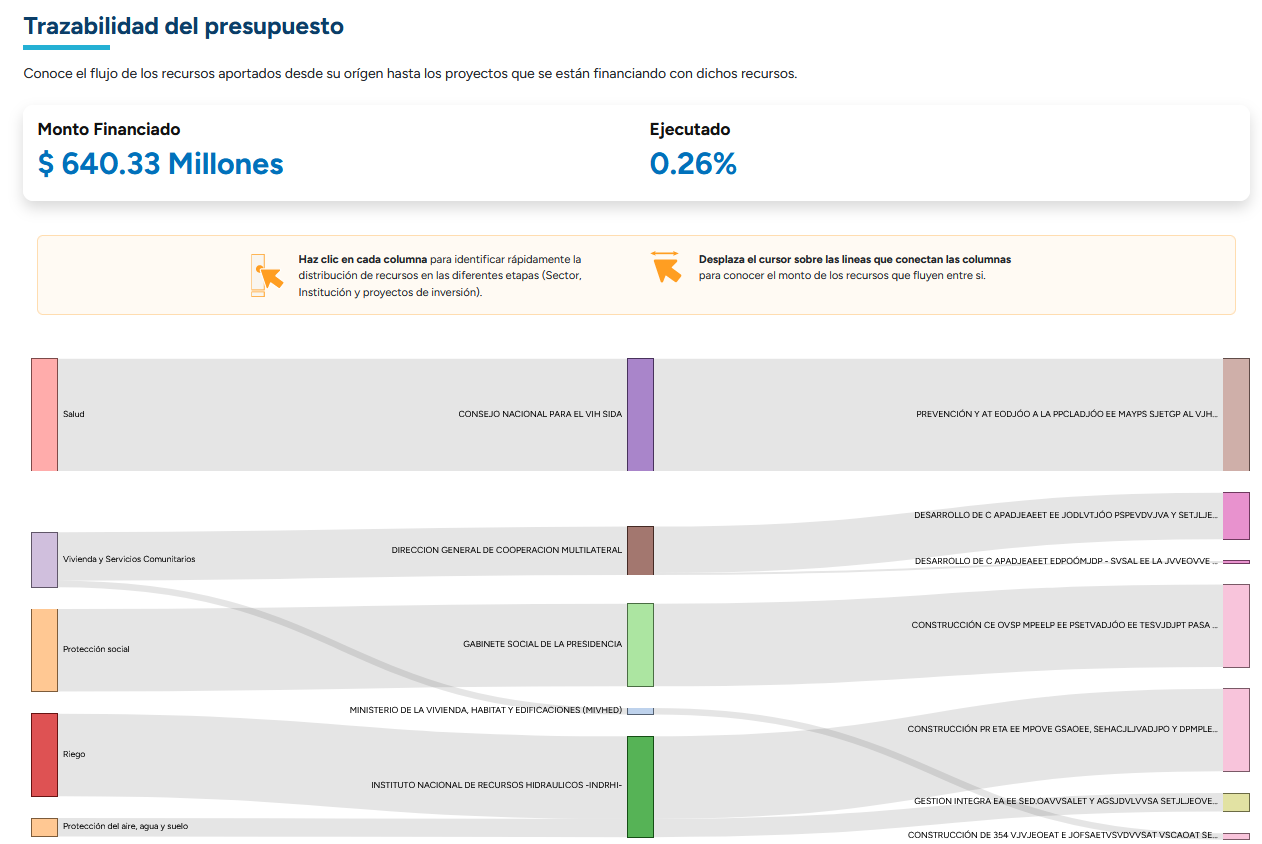 Trazabilidad del presupuesto
Conoce el flujo de los recursos aportados desde su orígen hasta los proyectos que se están financiando con dichos recursos.
Monto Financiado
$ 640.33 Millones
Ejecutado
0.26%
Haz clic en cada columna para identificar rápidamente la
distribución de recursos en las diferentes etapas (Sector,
Institución y proyectos de inversión).
Desplaza el cursor sobre las lineas que conectan las columnas
para conocer el monto de los recursos que fluyen entre si.
Salud
CONSEJO NACIONAL PARA EL VIH SIDA
PREVENCIÓN Y AT EODJÓO A LA PPCLADJÓO EE MAYPS SJETGP AL VJH...
DESARROLLO DE C APADJEAEET EE JODLVTJÓO PSPEVDVJVA Y SETJLJE...
Vivienda y Servicios Comunitarios
DIRECCION GENERAL DE COOPERACION MULTILATERAL
DESARROLLO DE C APADJEAEET EDPOÓMJDP - SVSAL EE LA JVVEOVVE ...
Protección social
GABINETE SOCIAL DE LA PRESIDENCIA
CONSTRUCCIÓN CE OVSP MPEELP EE PSETVADJÓO EE TESVJDJPT PASA ...
MINISTERIO DE LA VIVIENDA, HABITAT Y EDIFICACIONES (MIVHED)
CONSTRUCCIÓN PR ETA EE MPOVE GSAOEE, SEHACJLJVADJPO Y DPMPLE...
Riego
INSTITUTO NACIONAL DE RECURSOS HIDRAULICOS -INDRHI-
GESTION INTEGRA EA EE SED.OAVVSALET Y AGSJDVLVVSA SETJLJEOVE...
Protección del aire, agua y suelo
CONSTRUCCIÓN DE 354 VJVJEOEAT E JOFSAETVSVDVVSAT VSCAOAT SE...